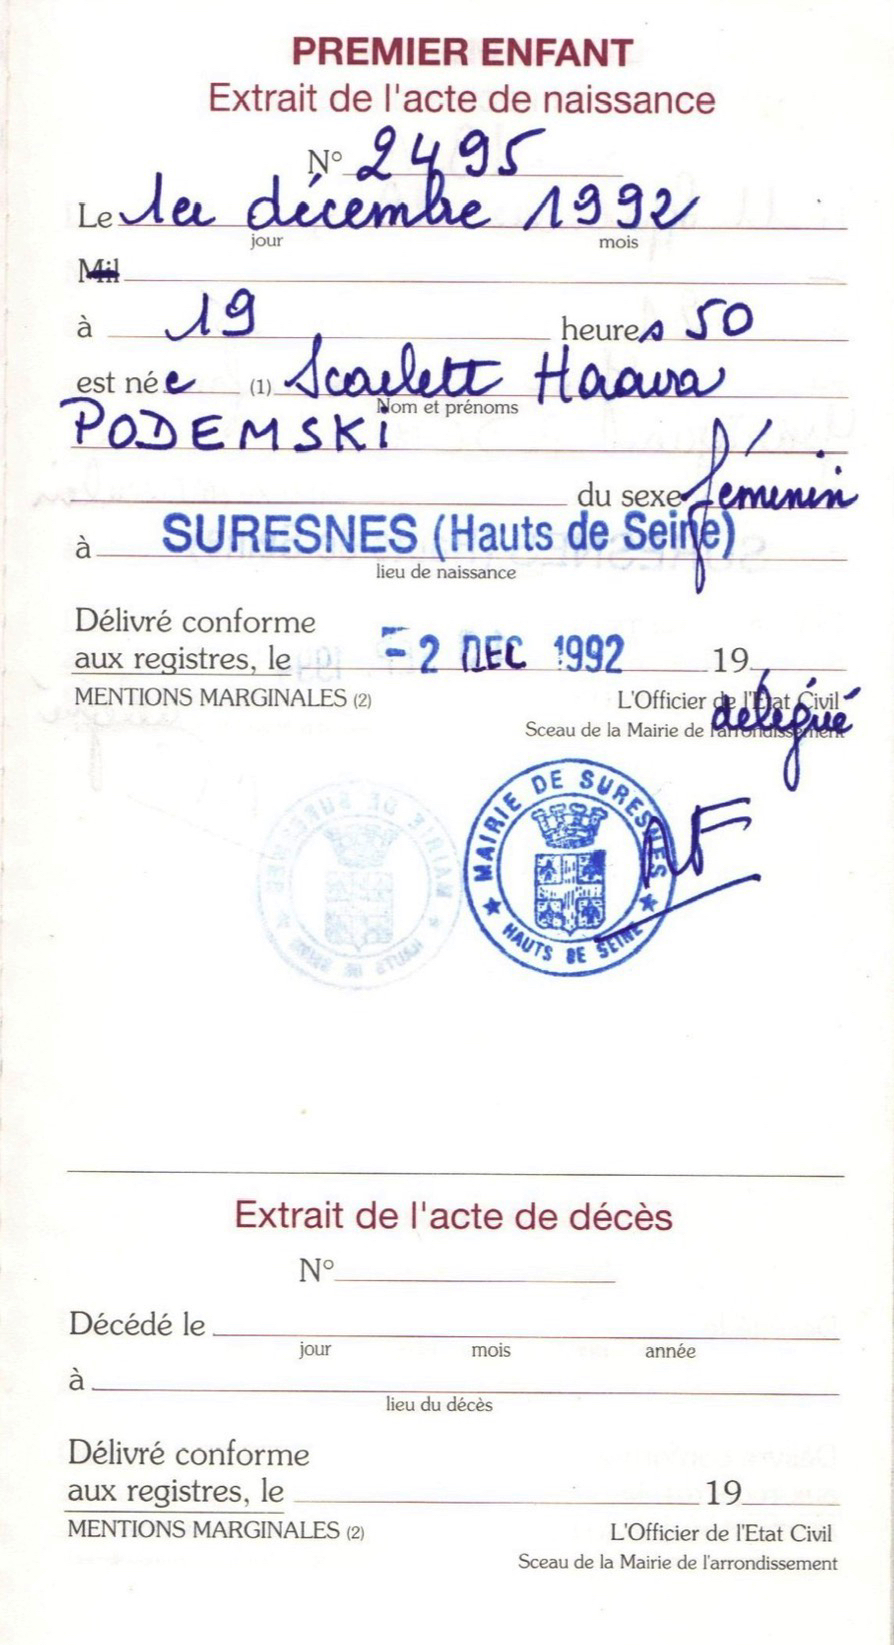 PREMIER ENFANT
Extrait de l'acte de naissance
N° 2495
Le 1er décembre 1992
jour mois
Mil
à 19 heures 50
est née (1) Scarlett Haava
Nom et prénoms
PODEMSKI
du sexe féminin
à SURESNES (Hauts de Seine)
lieu de naissance
Délivré conforme
aux registres, le - 2 DEC 1992 19
MENTIONS MARGINALES (2) L'Officier de l'Etat Civil
délégué
Sceau de la Mairie de l'arrondissement
MAIRIE DE SURESNES
HAUTS DE SEINE
Extrait de l'acte de décès
N°
Décédé le
jour mois année
à
lieu du décès
Délivré conforme
aux registres, le 19
MENTIONS MARGINALES (2) L'Officier de l'Etat Civil
Sceau de la Mairie de l'arrondissement